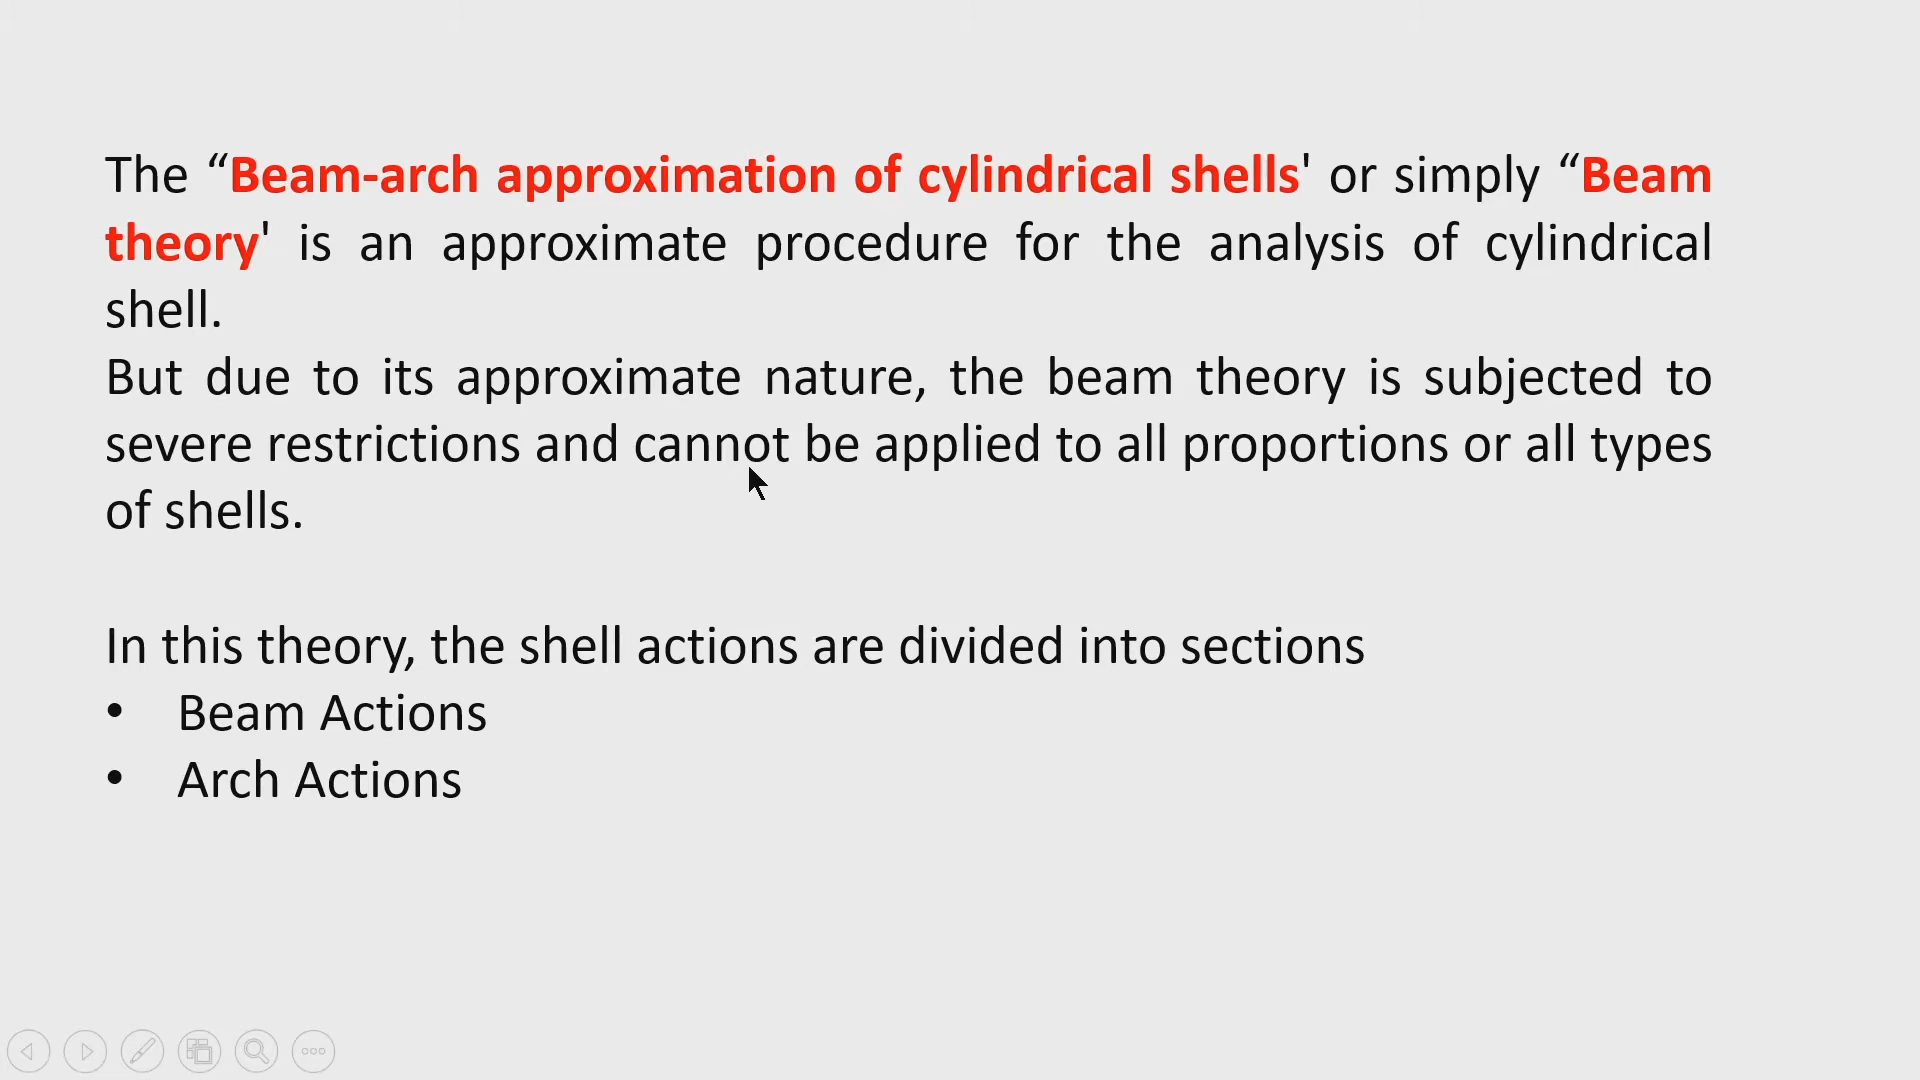 The “Beam-arch approximation of cylindrical shells' or simply “Beam
theory' is an approximate procedure for the analysis of cylindrical
shell.
But due to its approximate nature, the beam theory is subjected to
severe restrictions and cannot be applied to all proportions or all types
of shells.
In this theory, the shell actions are divided into sections
• Beam Actions
• Arch Actions